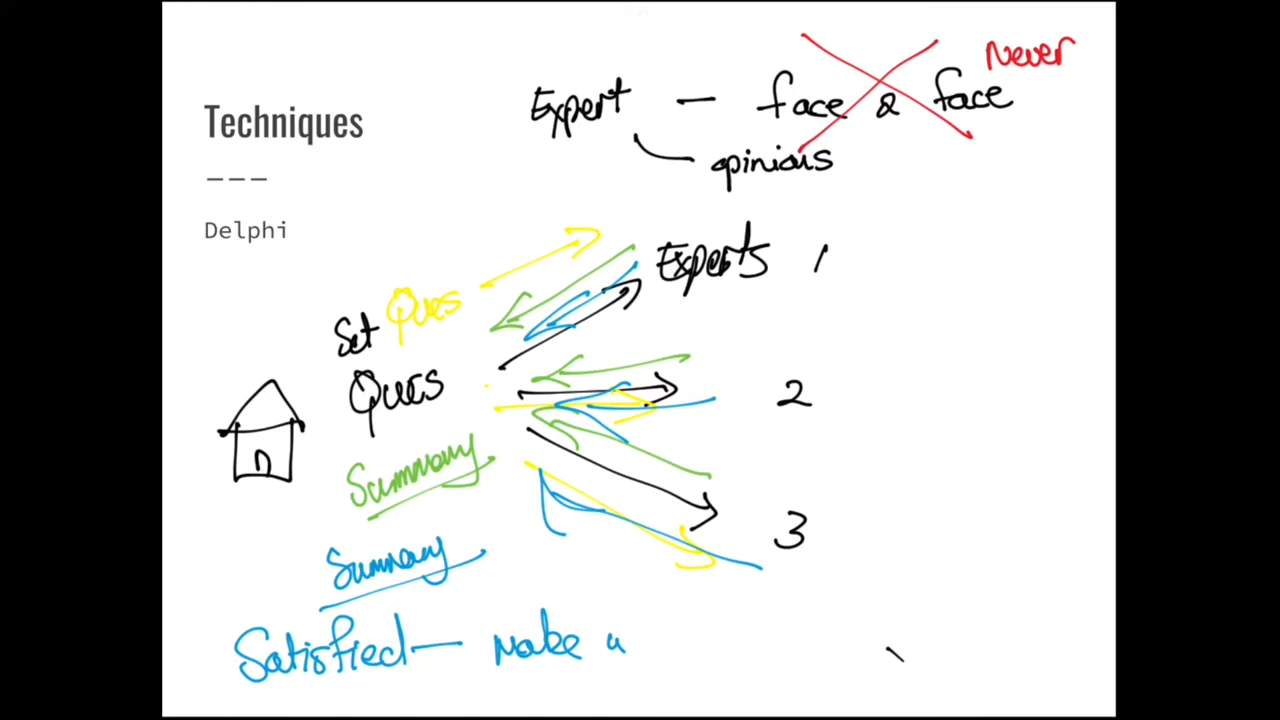 Never
Expert - face & face
Techniques
opinions
---
Delphi
Experts 1
Set Ques
Ques
2
n
Summary
3
Summary
Satisfied - Make